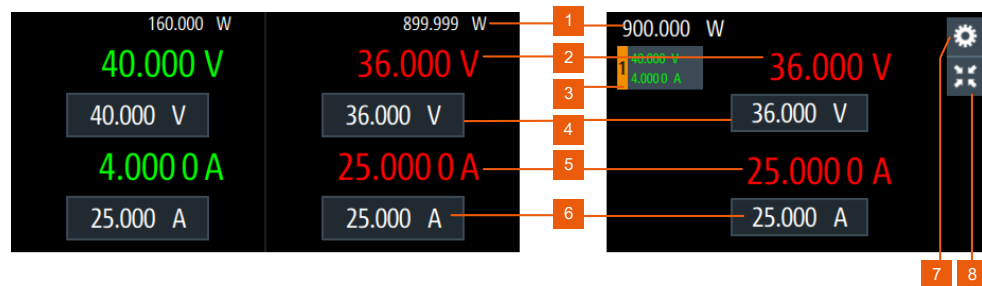 160.000 W
40.000 V
40.000 V
4.000 0 A
25.000 A
899.999 W
36.000 V
36.000 V
25.000 0 A
25.000 A
1
2
3
4
5
6
900.000 W
1
40.000 V
4.000 0 A
36.000 V
36.000 V
25.000 0 A
25.000 A
7
8